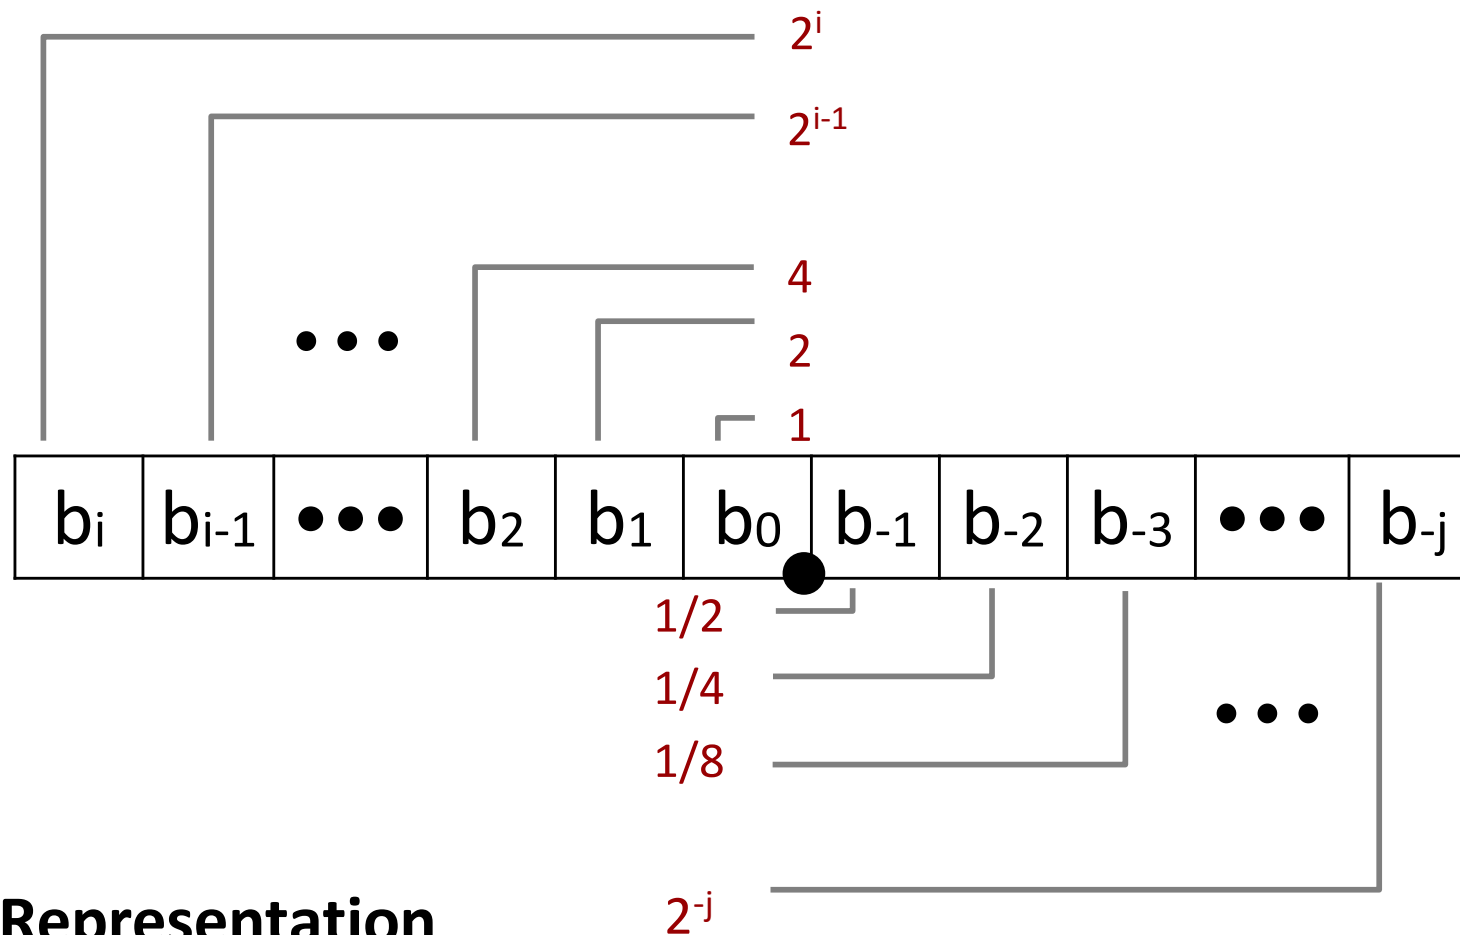 2^i
2^i-1
4
2
1
b_i b_i-1 ••• b_2 b_1 b_0 b_-1 b_-2 b_-3 ••• b_-j
1/2
1/4
1/8
2^-j
Representation